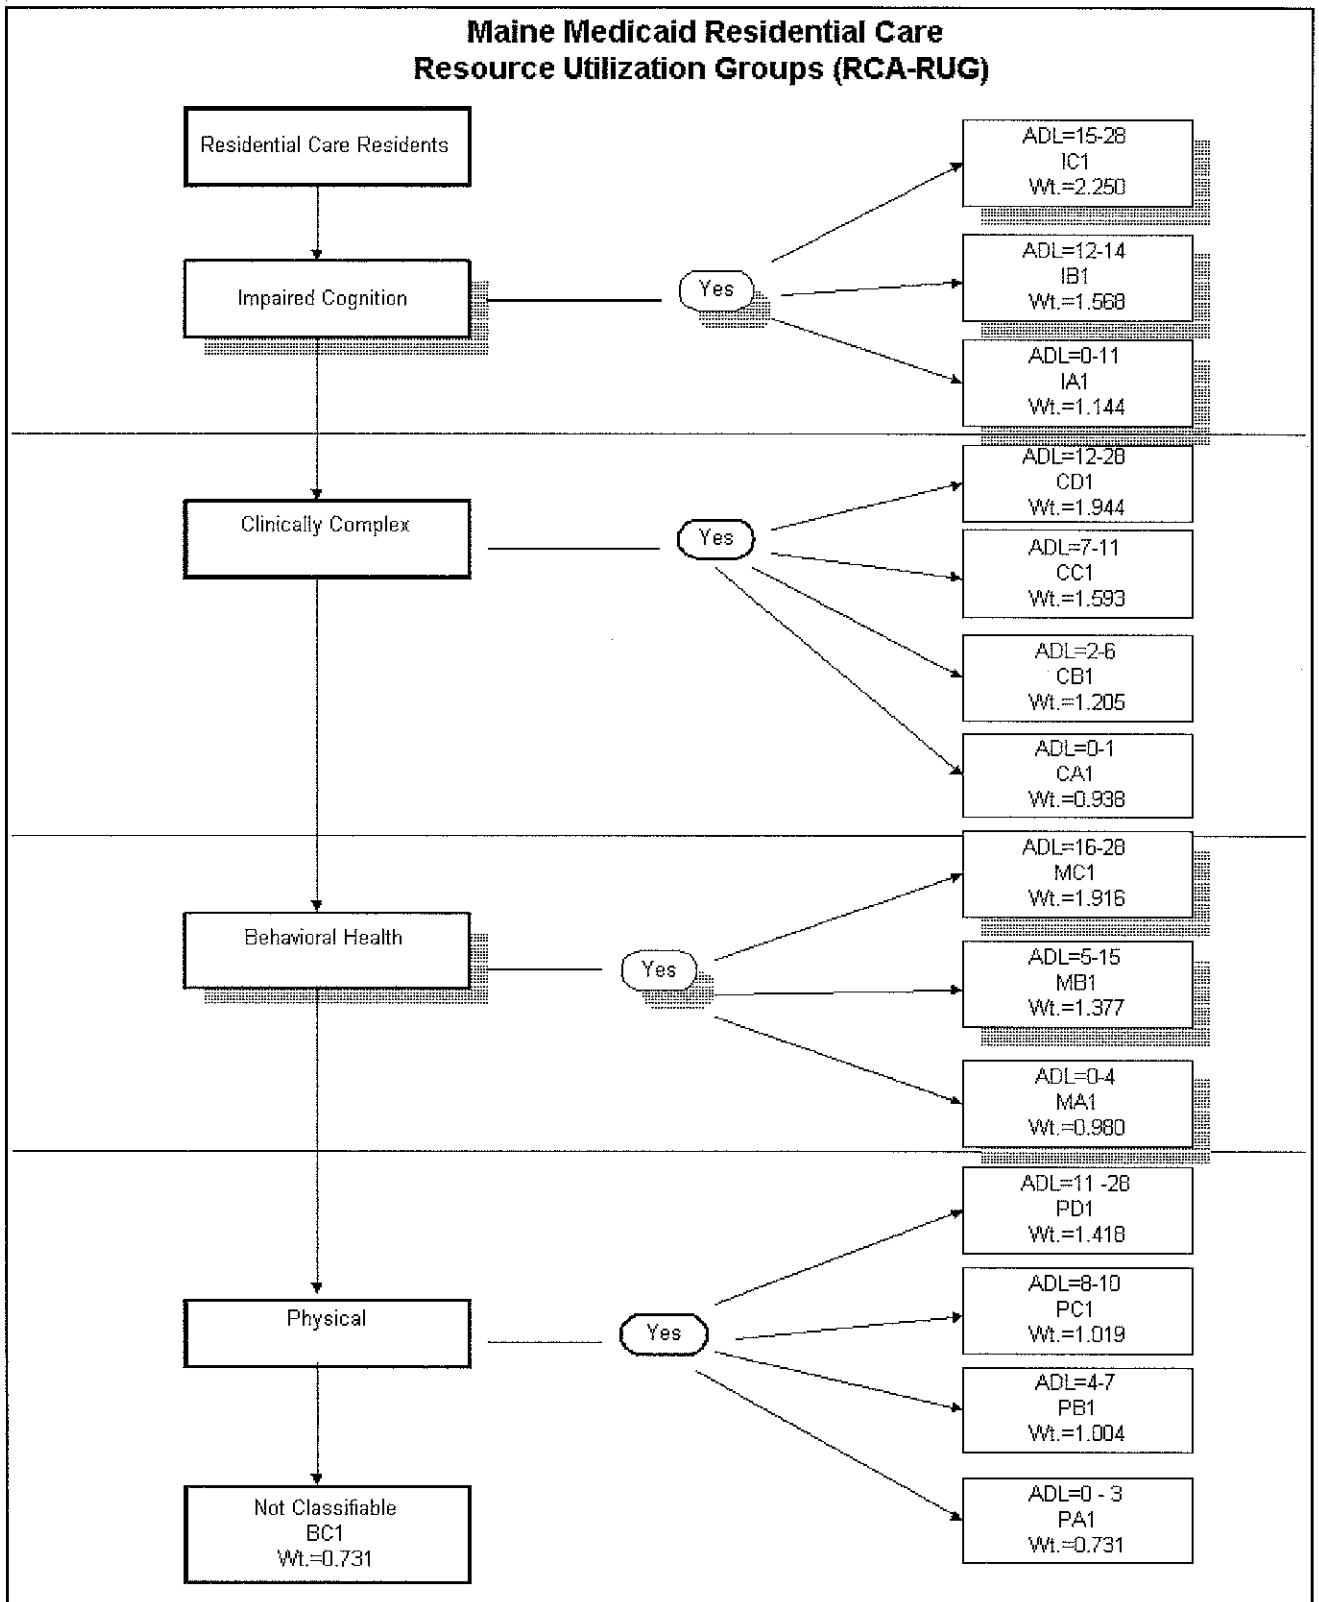 Maine Medicaid Residential Care
Resource Utilization Groups (RCA-RUG)
Residential Care Residents
ADL=15-28
IC1
Wt.=2.250
Impaired Cognition
Yes
ADL=12-14
IB1
Wt.=1.568
ADL=0-11
IA1
Wt.=1.144
Clinically Complex
Yes
ADL=12-28
CD1
Wt.=1.944
ADL=7-11
CC1
Wt.=1.593
ADL=2-6
CB1
Wt.=1.205
ADL=0-1
CA1
Wt.=0.938
Behavioral Health
Yes
ADL=16-28
MC1
Wt.=1.916
ADL=5-15
MB1
Wt.=1.377
ADL=0-4
MA1
Wt.=0.980
Physical
Yes
ADL=11 -28
PD1
Wt.=1.418
ADL=8-10
PC1
Wt.=1.019
ADL=4-7
PB1
Wt.=1.004
ADL=0 - 3
PA1
Wt.=0.731
Not Classifiable
BC1
Wt.=0.731